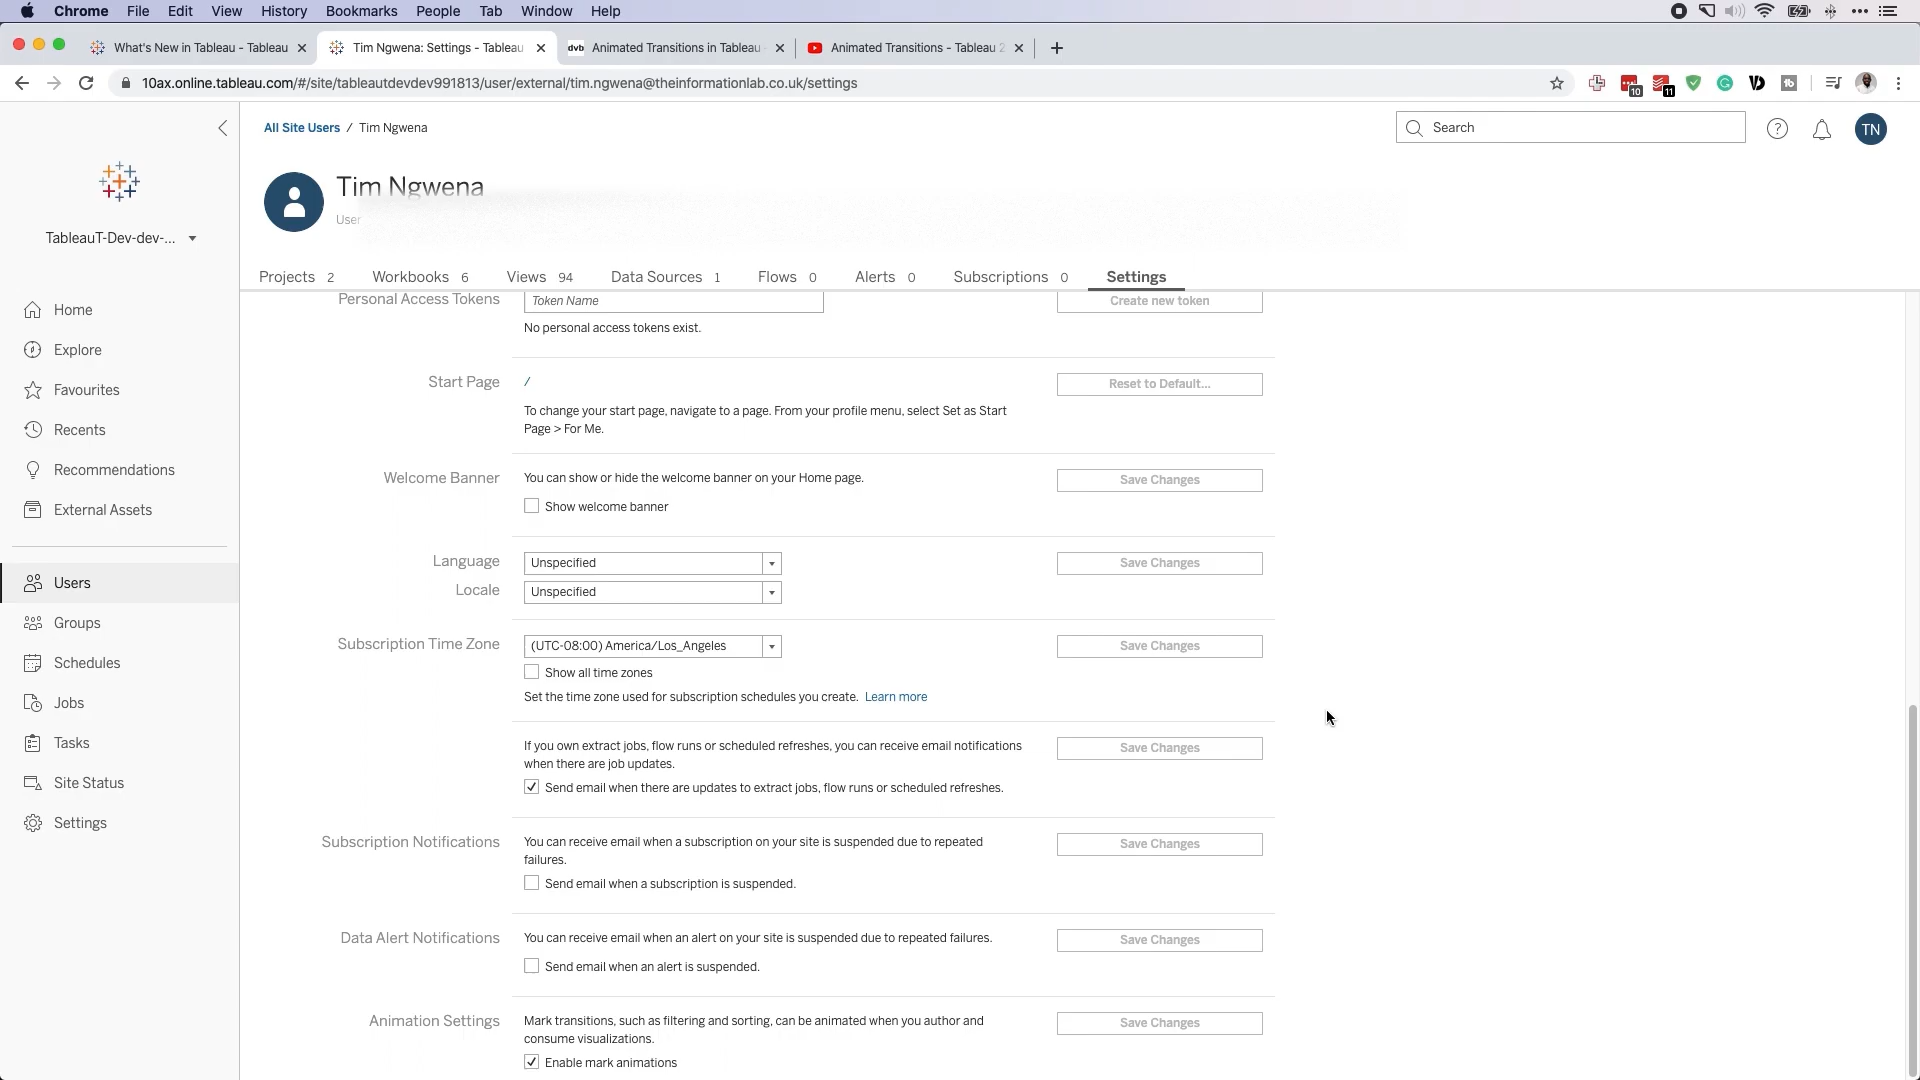 Chrome File Edit View History Bookmarks People Tab Window Help
What's New in Tableau - Tableau
Tim Ngwena: Settings - Tableau
dvb Animated Transitions in Tableau
Animated Transitions - Tableau 2
10ax.online.tableau.com/#/site/tableautdevdev991813/user/external/tim.ngwena@theinformationlab.co.uk/settings
10
11
All Site Users / Tim Ngwena
Search
TN
Tim Ngwena
User
TableauT-Dev-dev-...
Projects 2 Workbooks 6 Views 94 Data Sources 1 Flows 0 Alerts 0 Subscriptions 0 Settings
Home
Explore
Favourites
Recents
Recommendations
External Assets
Users
Groups
Schedules
Jobs
Tasks
Site Status
Settings
Personal Access Tokens Token Name Create new token
No personal access tokens exist.
Start Page / Reset to Default...
To change your start page, navigate to a page. From your profile menu, select Set as Start
Page > For Me.
Welcome Banner You can show or hide the welcome banner on your Home page. Save Changes
Show welcome banner
Language Unspecified Save Changes
Locale Unspecified
Subscription Time Zone (UTC-08:00) America/Los_Angeles Save Changes
Show all time zones
Set the time zone used for subscription schedules you create. Learn more
If you own extract jobs, flow runs or scheduled refreshes, you can receive email notifications Save Changes
when there are job updates.
Send email when there are updates to extract jobs, flow runs or scheduled refreshes.
Subscription Notifications You can receive email when a subscription on your site is suspended due to repeated Save Changes
failures.
Send email when a subscription is suspended.
Data Alert Notifications You can receive email when an alert on your site is suspended due to repeated failures. Save Changes
Send email when an alert is suspended.
Animation Settings Mark transitions, such as filtering and sorting, can be animated when you author and Save Changes
consume visualizations.
Enable mark animations